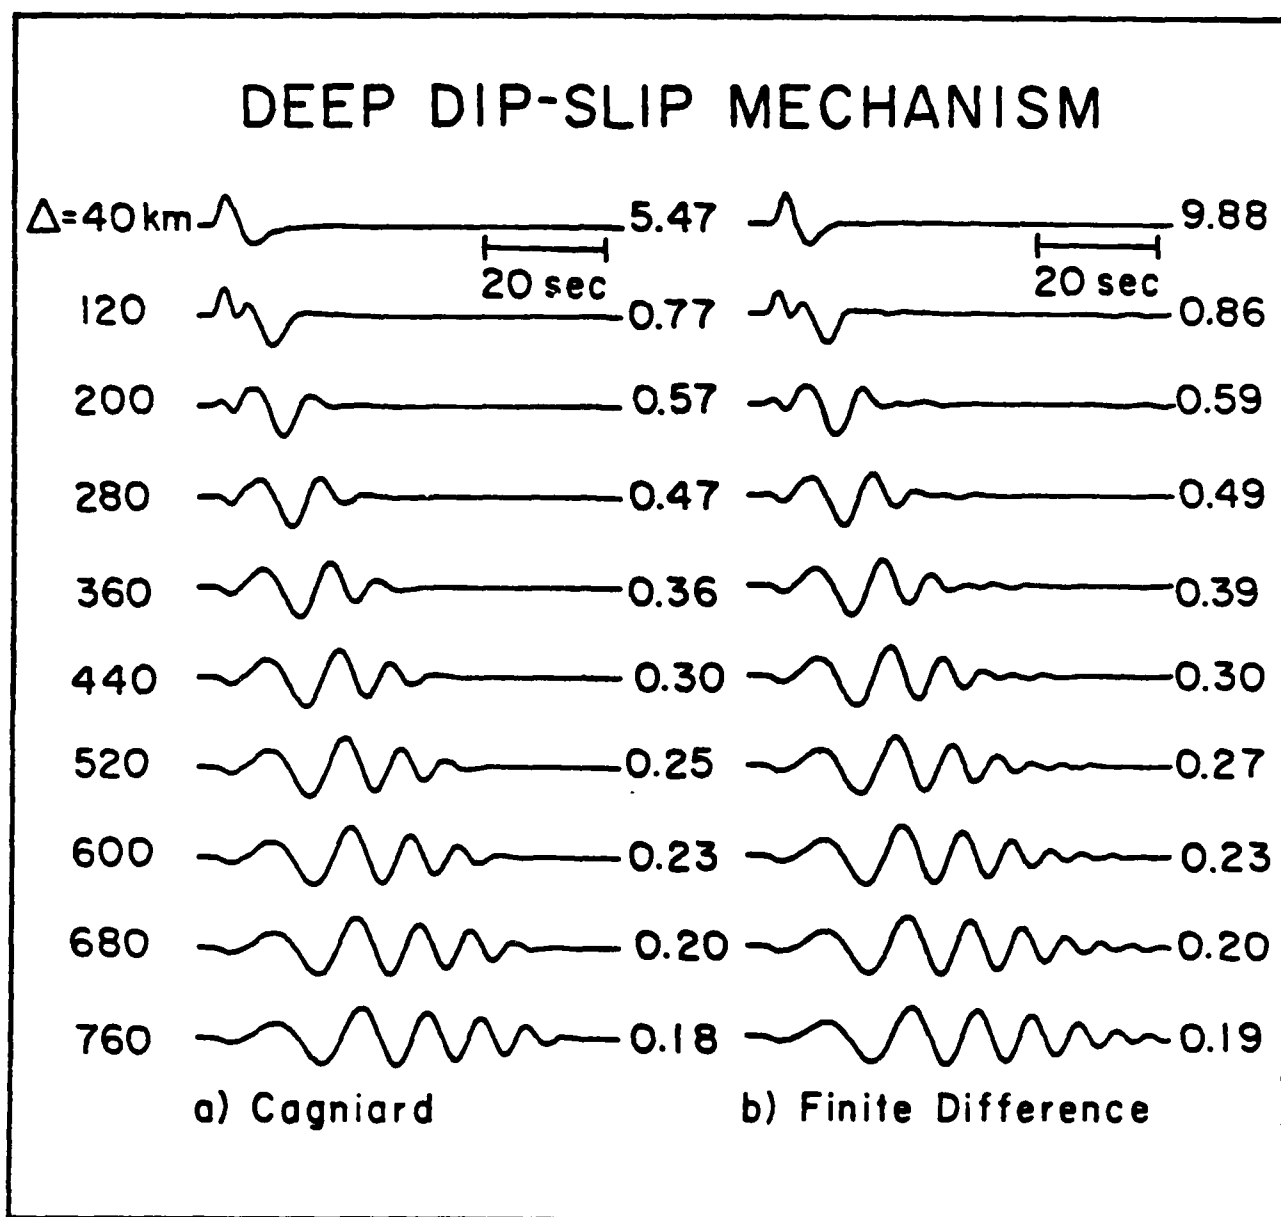 DEEP DIP-SLIP MECHANISM
Δ=40 km 5.47 9.88
20 sec 20 sec
120 0.77 0.86
200 0.57 0.59
280 0.47 0.49
360 0.36 0.39
440 0.30 0.30
520 0.25 0.27
600 0.23 0.23
680 0.20 0.20
760 0.18 0.19
a) Cagniard b) Finite Difference